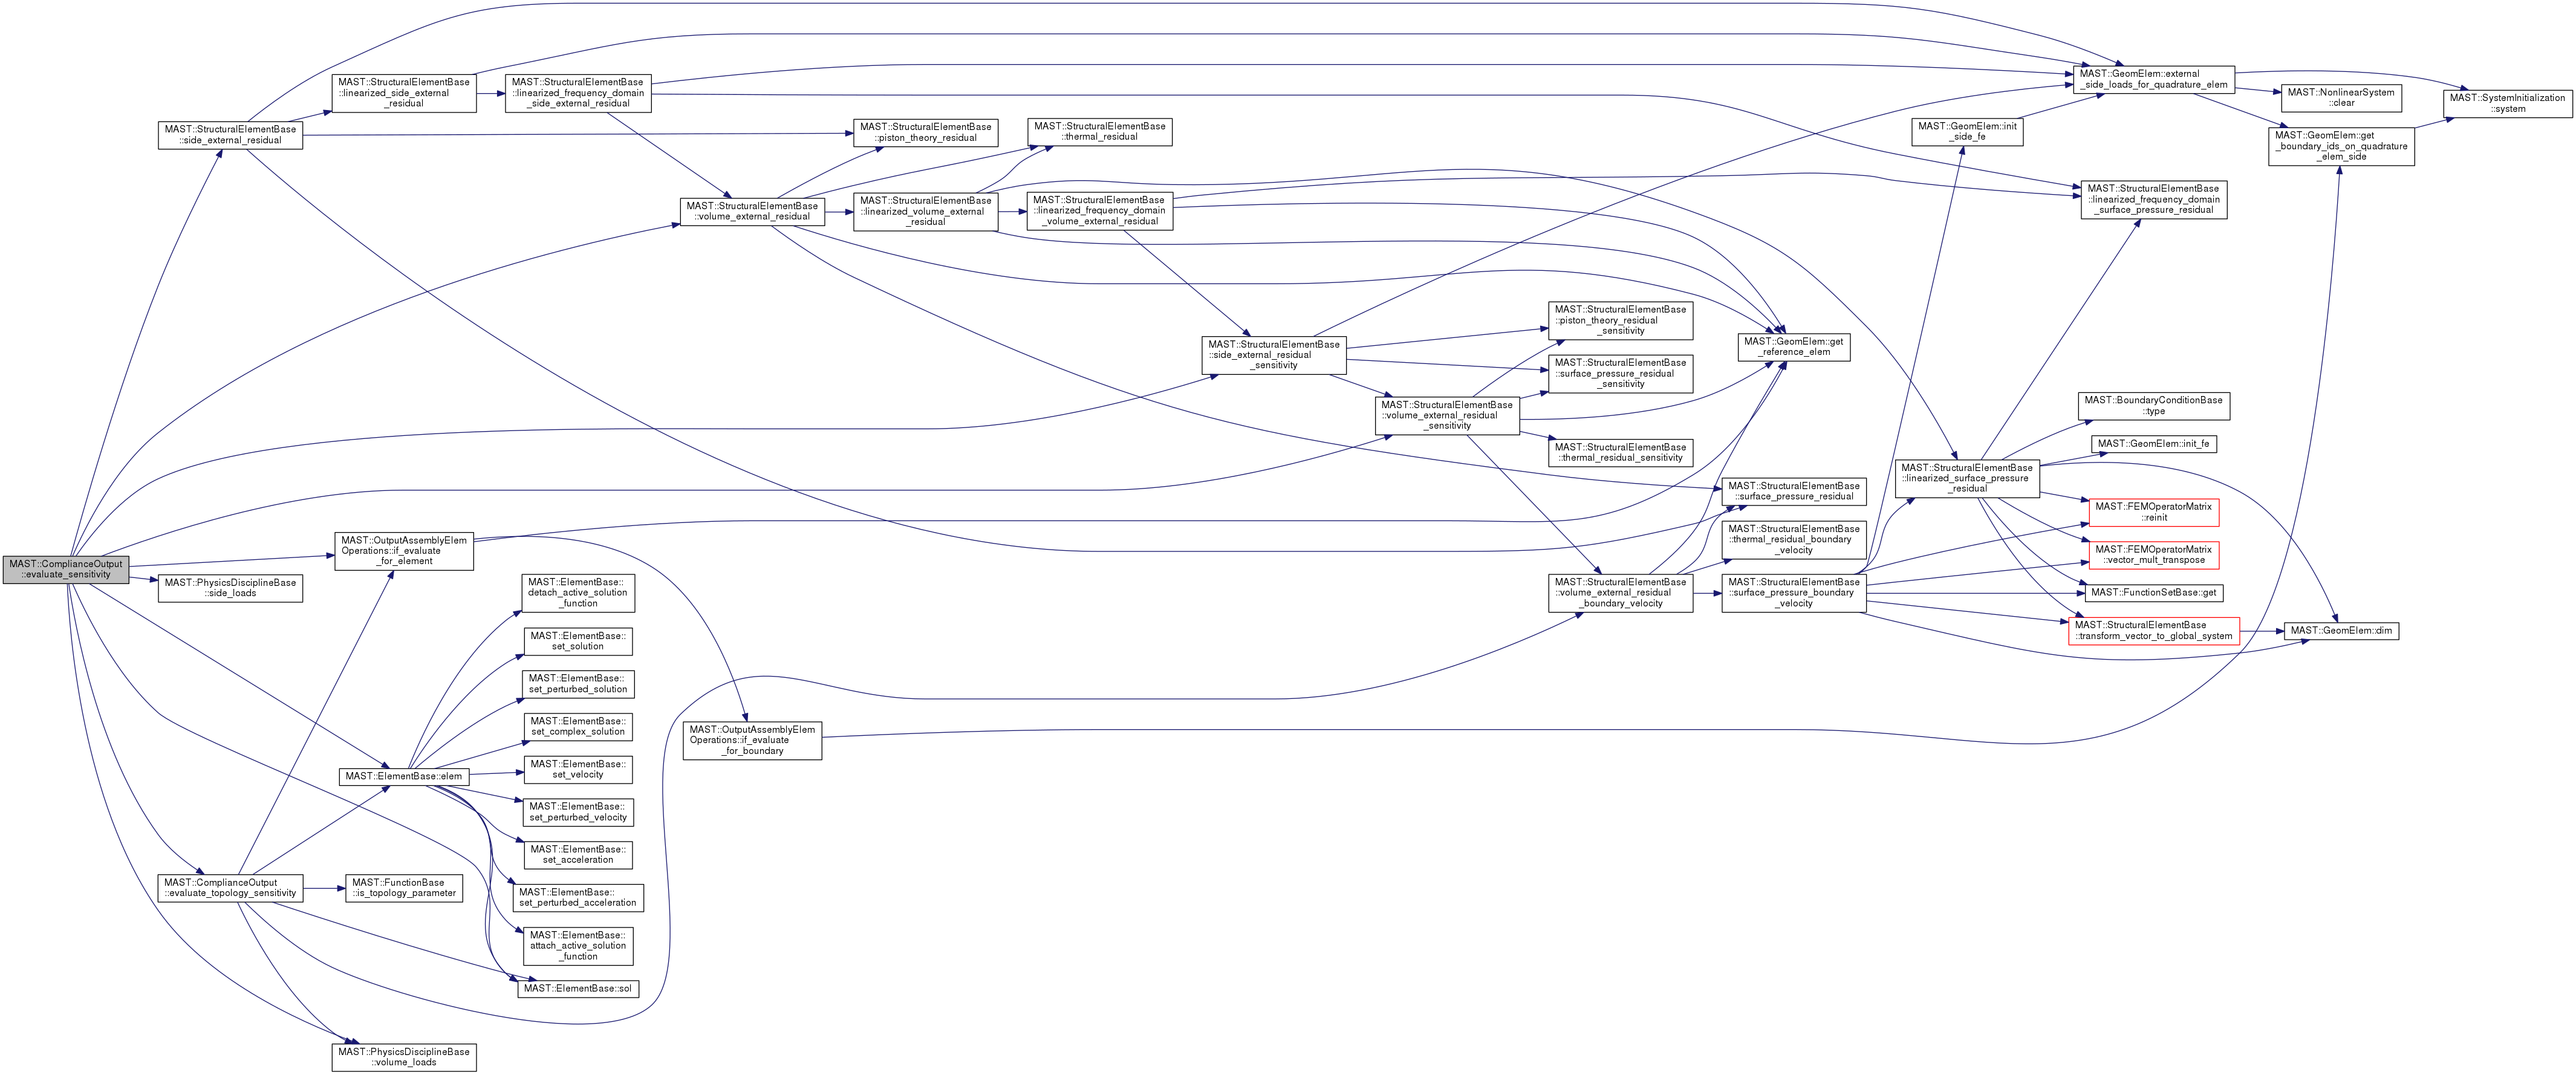 MAST::ComplianceOutput
::evaluate_sensitivity
MAST::StructuralElementBase
::side_external_residual
MAST::PhysicsDisciplineBase
::side_loads
MAST::ComplianceOutput
::evaluate_topology_sensitivity
MAST::StructuralElementBase
::linearized_side_external
_residual
MAST::OutputAssemblyElem
Operations::if_evaluate
_for_element
MAST::ElementBase::elem
MAST::FunctionBase
::is_topology_parameter
MAST::PhysicsDisciplineBase
::volume_loads
MAST::StructuralElementBase
::linearized_frequency_domain
_side_external_residual
MAST::ElementBase::
detach_active_solution
_function
MAST::ElementBase::
set_solution
MAST::ElementBase::
set_perturbed_solution
MAST::ElementBase::
set_complex_solution
MAST::ElementBase::
set_velocity
MAST::ElementBase::
set_perturbed_velocity
MAST::ElementBase::
set_acceleration
MAST::ElementBase::
set_perturbed_acceleration
MAST::ElementBase::
attach_active_solution
_function
MAST::ElementBase::sol
MAST::StructuralElementBase
::volume_external_residual
MAST::OutputAssemblyElem
Operations::if_evaluate
_for_boundary
MAST::StructuralElementBase
::piston_theory_residual
MAST::StructuralElementBase
::linearized_volume_external
_residual
MAST::StructuralElementBase
::thermal_residual
MAST::StructuralElementBase
::linearized_frequency_domain
_volume_external_residual
MAST::StructuralElementBase
::side_external_residual
_sensitivity
MAST::StructuralElementBase
::volume_external_residual
_sensitivity
MAST::StructuralElementBase
::piston_theory_residual
_sensitivity
MAST::StructuralElementBase
::surface_pressure_residual
_sensitivity
MAST::StructuralElementBase
::thermal_residual_sensitivity
MAST::StructuralElementBase
::volume_external_residual
_boundary_velocity
MAST::GeomElem::get
_reference_elem
MAST::StructuralElementBase
::surface_pressure_residual
MAST::StructuralElementBase
::thermal_residual_boundary
_velocity
MAST::StructuralElementBase
::surface_pressure_boundary
_velocity
MAST::GeomElem::init
_side_fe
MAST::StructuralElementBase
::linearized_surface_pressure
_residual
MAST::GeomElem::external
_side_loads_for_quadrature_elem
MAST::StructuralElementBase
::linearized_frequency_domain
_surface_pressure_residual
MAST::BoundaryConditionBase
::type
MAST::GeomElem::init_fe
MAST::FEMOperatorMatrix
::reinit
MAST::FEMOperatorMatrix
::vector_mult_transpose
MAST::FunctionSetBase::get
MAST::StructuralElementBase
::transform_vector_to_global_system
MAST::NonlinearSystem
::clear
MAST::GeomElem::get
_boundary_ids_on_quadrature
_elem_side
MAST::GeomElem::dim
MAST::SystemInitialization
::system